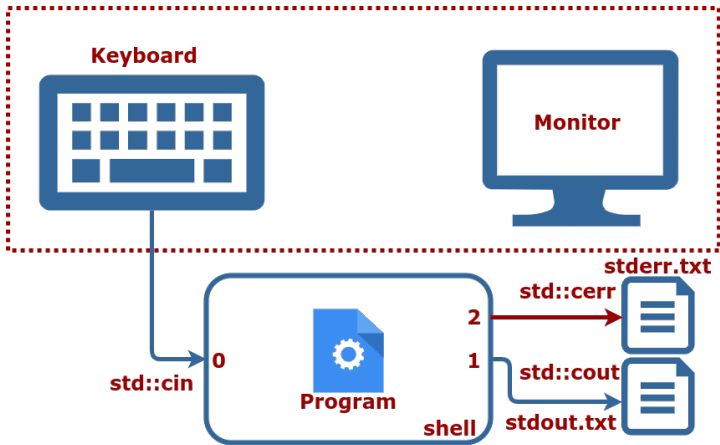 Keyboard
Monitor
stderr.txt
std::cerr
2
0
1
std::cin
std::cout
Program
stdout.txt
shell